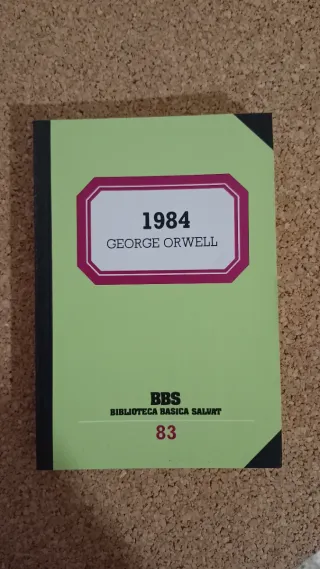 1984
GEORGE ORWELL
BBS
BIBLIOTECA BASICA SALVAT
83